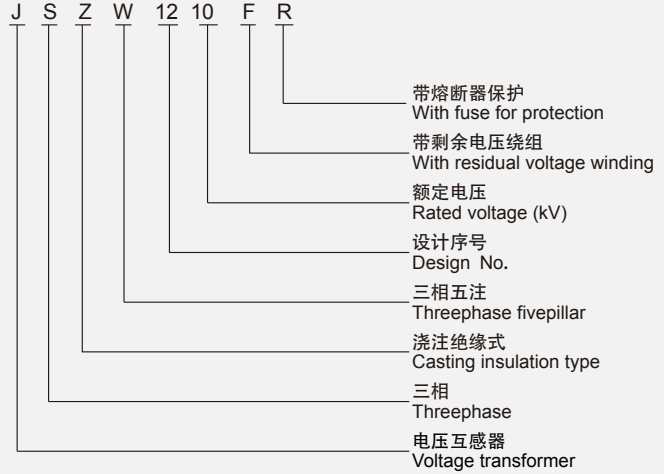 J S Z W 12 10 F R
带熔断器保护
With fuse for protection
带剩余电压绕组
With residual voltage winding
额定电压
Rated voltage (kV)
设计序号
Design No.
三相五注
Threephase fivepillar
浇注绝缘式
Casting insulation type
三相
Threephase
电压互感器
Voltage transformer